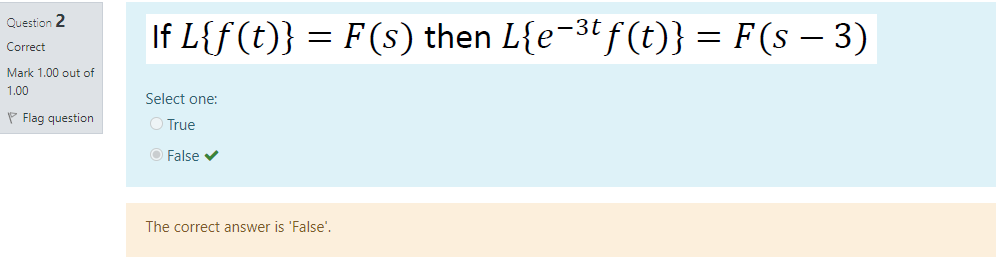 Question 2
Correct
Mark 1.00 out of
1.00
Flag question
If L{f(t)} = F(s) then L{e⁻³ᵗf(t)} = F(s − 3)
Select one:
True
False
The correct answer is 'False'.